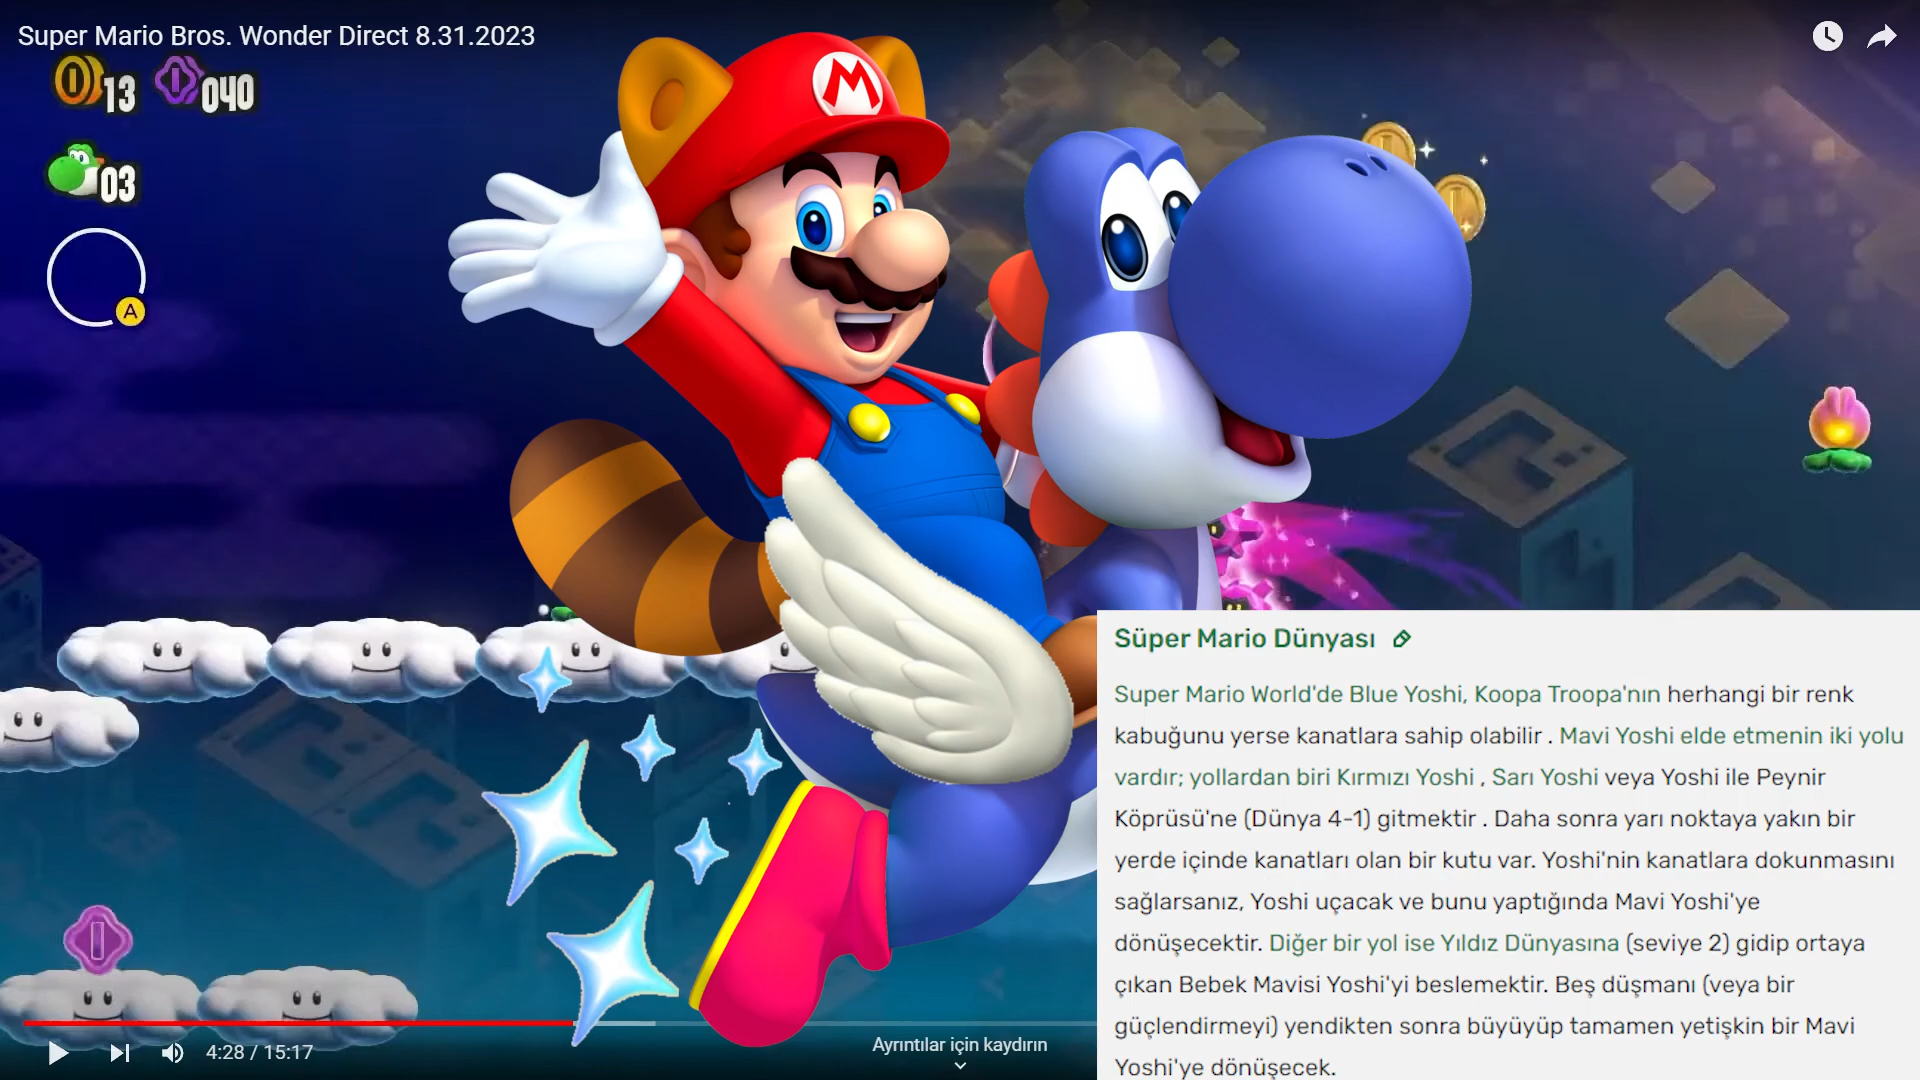 Super Mario Bros. Wonder Direct 8.31.2023
13 040
03
A
M
Süper Mario Dünyası
Super Mario World'de Blue Yoshi, Koopa Troopa'nın herhangi bir renk
kabuğunu yerse kanatlara sahip olabilir . Mavi Yoshi elde etmenin iki yolu
vardır; yollardan biri Kırmızı Yoshi , Sarı Yoshi veya Yoshi ile Peynir
Köprüsü'ne (Dünya 4-1) gitmektir . Daha sonra yarı noktaya yakın bir
yerde içinde kanatları olan bir kutu var. Yoshi'nin kanatlara dokunmasını
sağlarsanız, Yoshi uçacak ve bunu yaptığında Mavi Yoshi'ye
dönüşecektir. Diğer bir yol ise Yıldız Dünyasına (seviye 2) gidip ortaya
çıkan Bebek Mavisi Yoshi'yi beslemektir. Beş düşmanı (veya bir
güçlendirmeyi) yendikten sonra büyüyüp tamamen yetişkin bir Mavi
Yoshi'ye dönüşecek.
4:28 / 15:17
Ayrıntılar için kaydırın